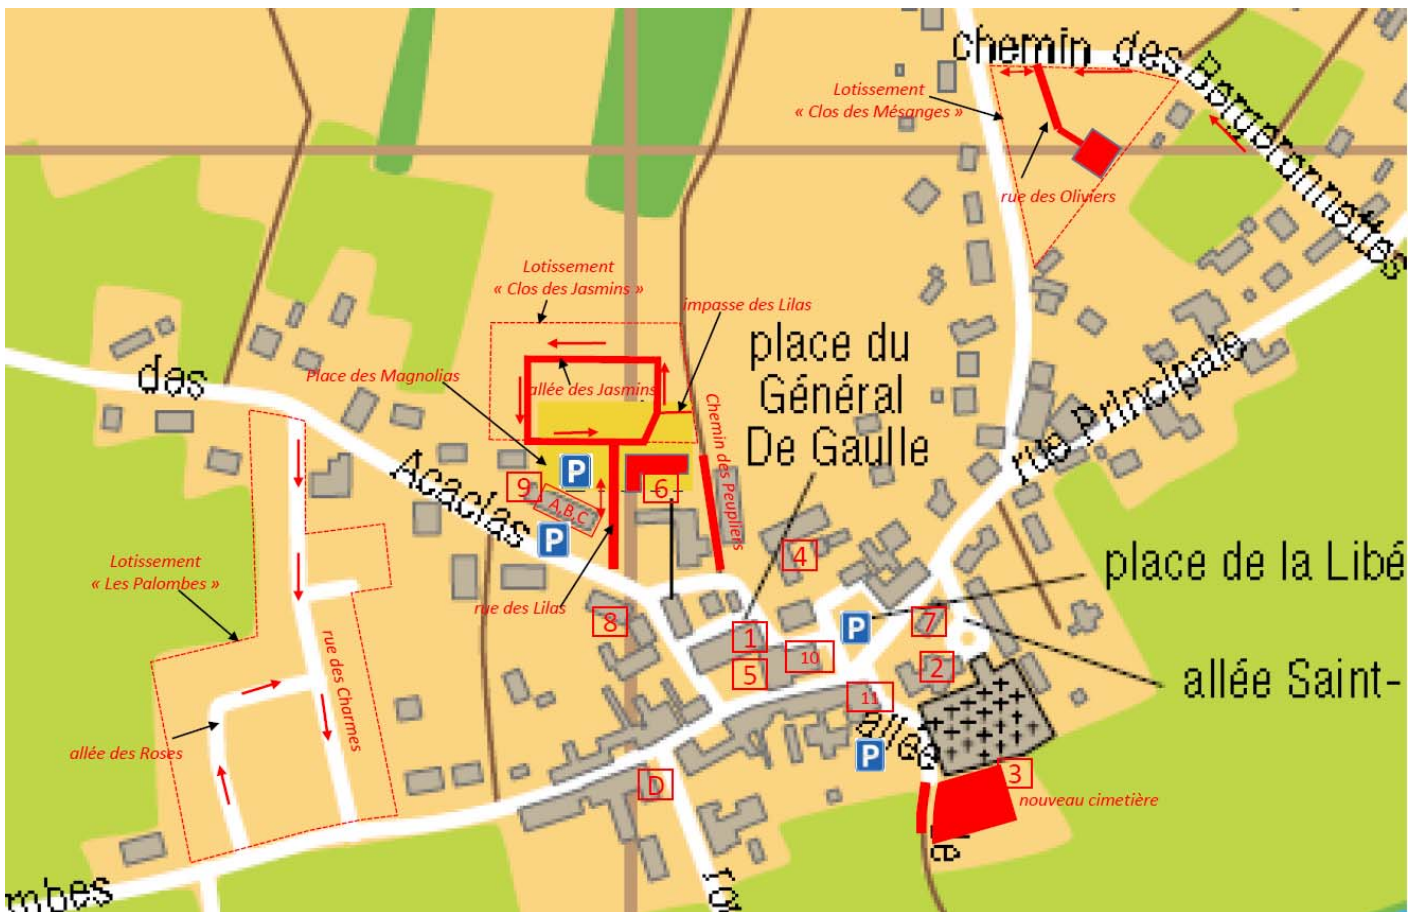 chemin des Bergeronnettes
Lotissement
« Clos des Mésanges »
rue des Oliviers
Lotissement
« Clos des Jasmins »
impasse des Lilas
place du
Général
De Gaulle
rue Principale
des
Acacias
Place des Magnolias
allée des Jasmins
Chemin des Peupliers
P
9
A,B,C
6
P
4
place de la Libé
Lotissement
« Les Palombes »
rue des Lilas
8
1
P
7
10
2
5
allée Saint-
rue des Charmes
11
allée
allée des Roses
P
D
3
nouveau cimetière
mbes